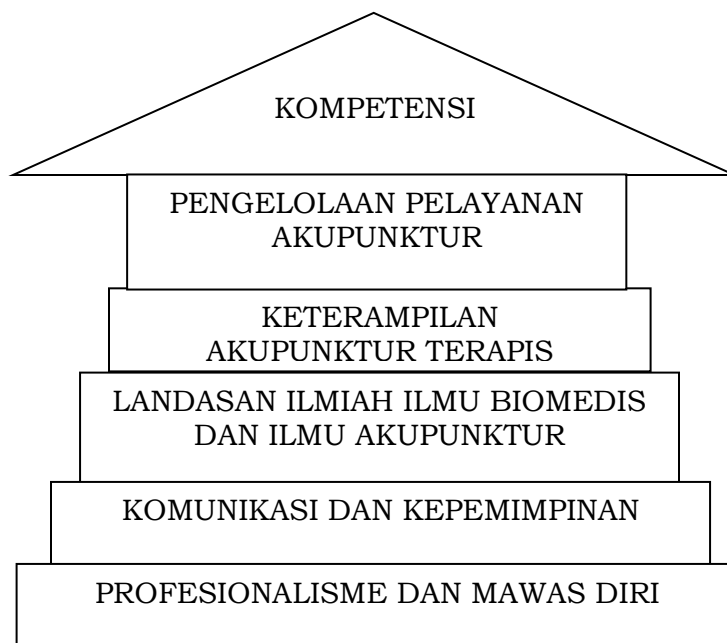 KOMPETENSI
PENGELOLAAN PELAYANAN
AKUPUNKTUR
KETERAMPILAN
AKUPUNKTUR TERAPIS
LANDASAN ILMIAH ILMU BIOMEDIS
DAN ILMU AKUPUNKTUR
KOMUNIKASI DAN KEPEMIMPINAN
PROFESIONALISME DAN MAWAS DIRI